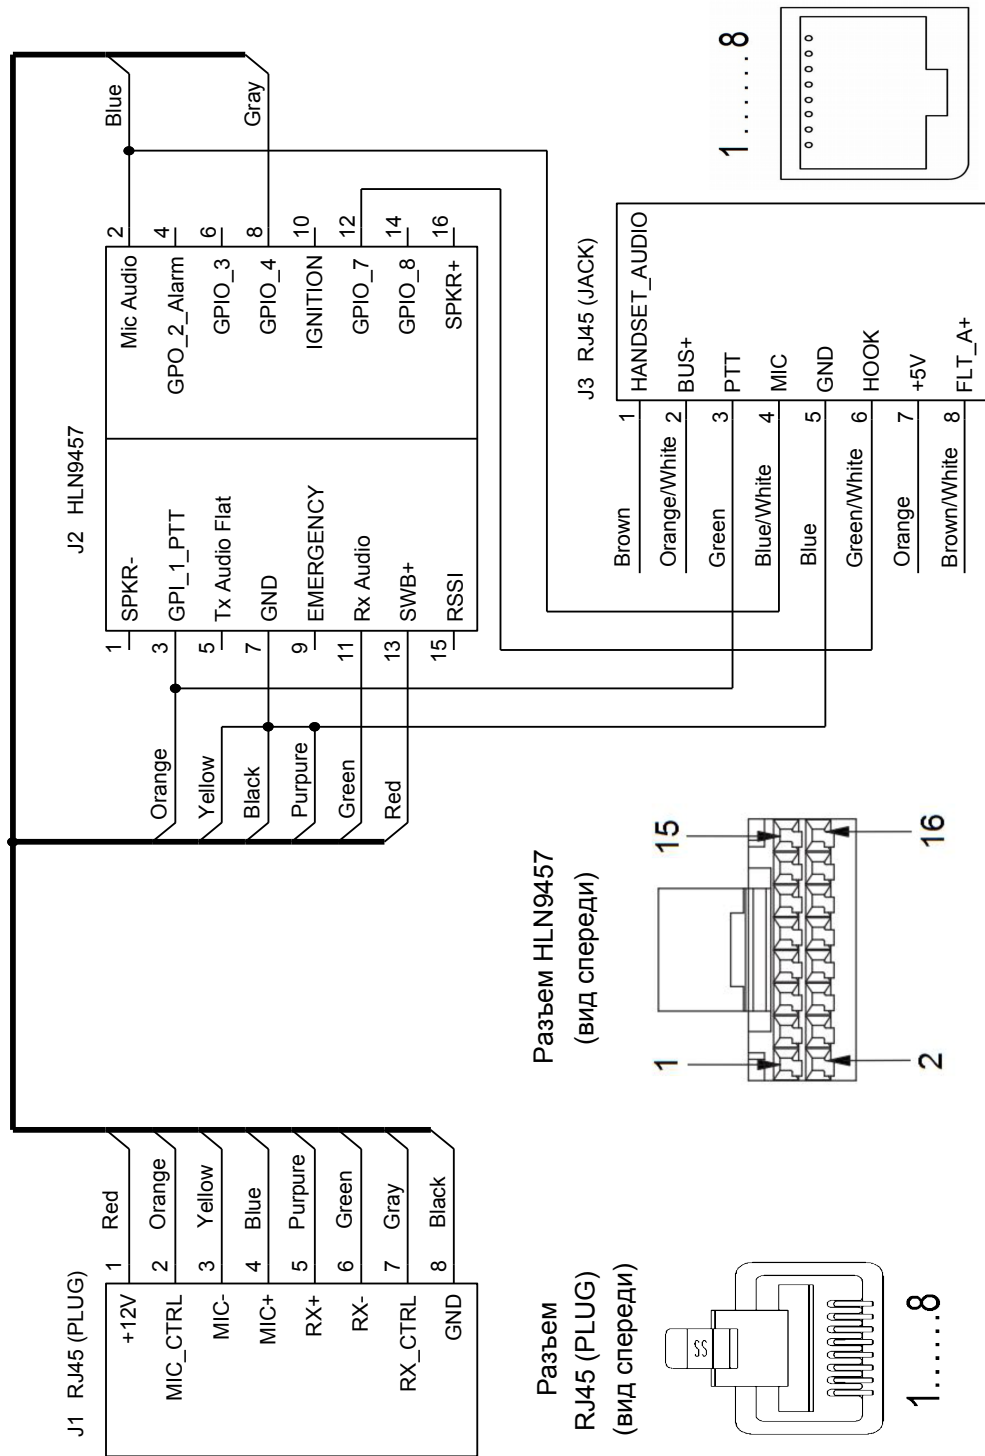 J1 RJ45 (PLUG)
+12V 1 Red
MIC_CTRL 2 Orange
MIC- 3 Yellow
MIC+ 4 Blue
RX+ 5 Purpure
RX- 6 Green
RX_CTRL 7 Gray
GND 8 Black
J2 HLN9457
Orange 3 GPI_1_PTT
Yellow
Black 7 GND
Purpure
Green 11 Rx Audio
Red 13 SWB+
1 SPKR-
5 Tx Audio Flat
9 EMERGENCY
15 RSSI
Mic Audio 2 Blue
GPO_2_Alarm 4
GPIO_3 6
GPIO_4 8 Gray
IGNITION 10
GPIO_7 12
GPIO_8 14
SPKR+ 16
J3 RJ45 (JACK)
Brown 1 HANDSET_AUDIO
Orange/White 2 BUS+
Green 3 PTT
Blue/White 4 MIC
Blue 5 GND
Green/White 6 HOOK
Orange 7 +5V
Brown/White 8 FLT_A+
1.......8
Разъем
RJ45 (PLUG)
(вид спереди)
SS
1.......8
Разъем HLN9457
(вид спереди)
1 15
2 16